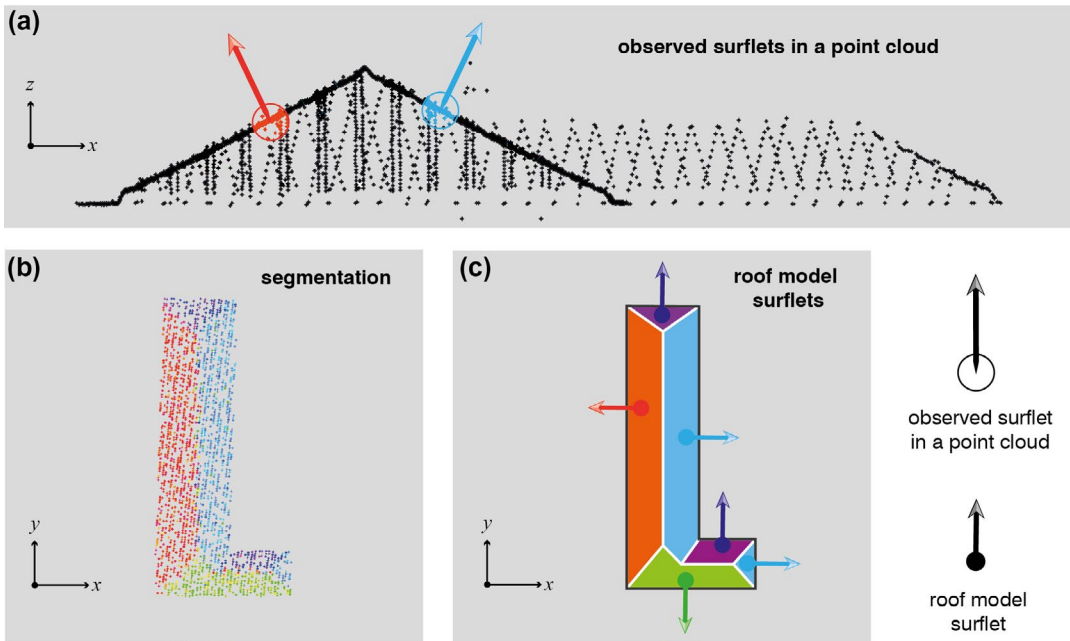 (a)
observed surflets in a point cloud
z
x
(b)
segmentation
y
x
(c)
roof model
surflets
y
x
observed surflet
in a point cloud
roof model
surflet